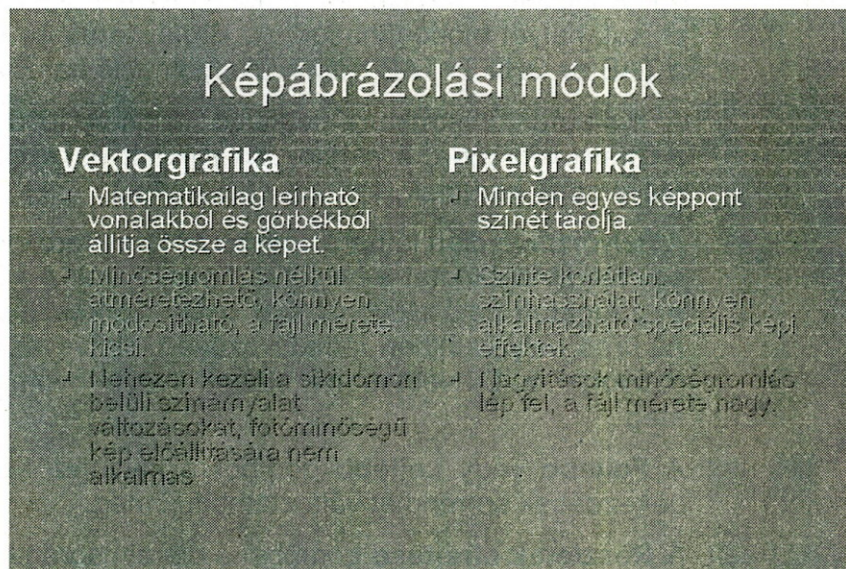 Képábrázolási módok
Vektorgrafika
Matematikailag leírható
vonalakból és görbékből
állítja össze a képet.
Minőségromlás nélkül
átméretezhető, könnyen
módosítható, a fájl mérete
kicsi.
Nehezen kezeli a síkidomon
belüli színárnyalat
változásokat, fotóminőségű
kép előállítására nem
alkalmas
Pixelgrafika
Minden egyes képpont
színét tárolja.
Szinte korlátlan
színhasználat, könnyen
alkalmazható speciális képi
effektek.
Nagyítások minőségromlás
lép fel, a fájl mérete nagy.